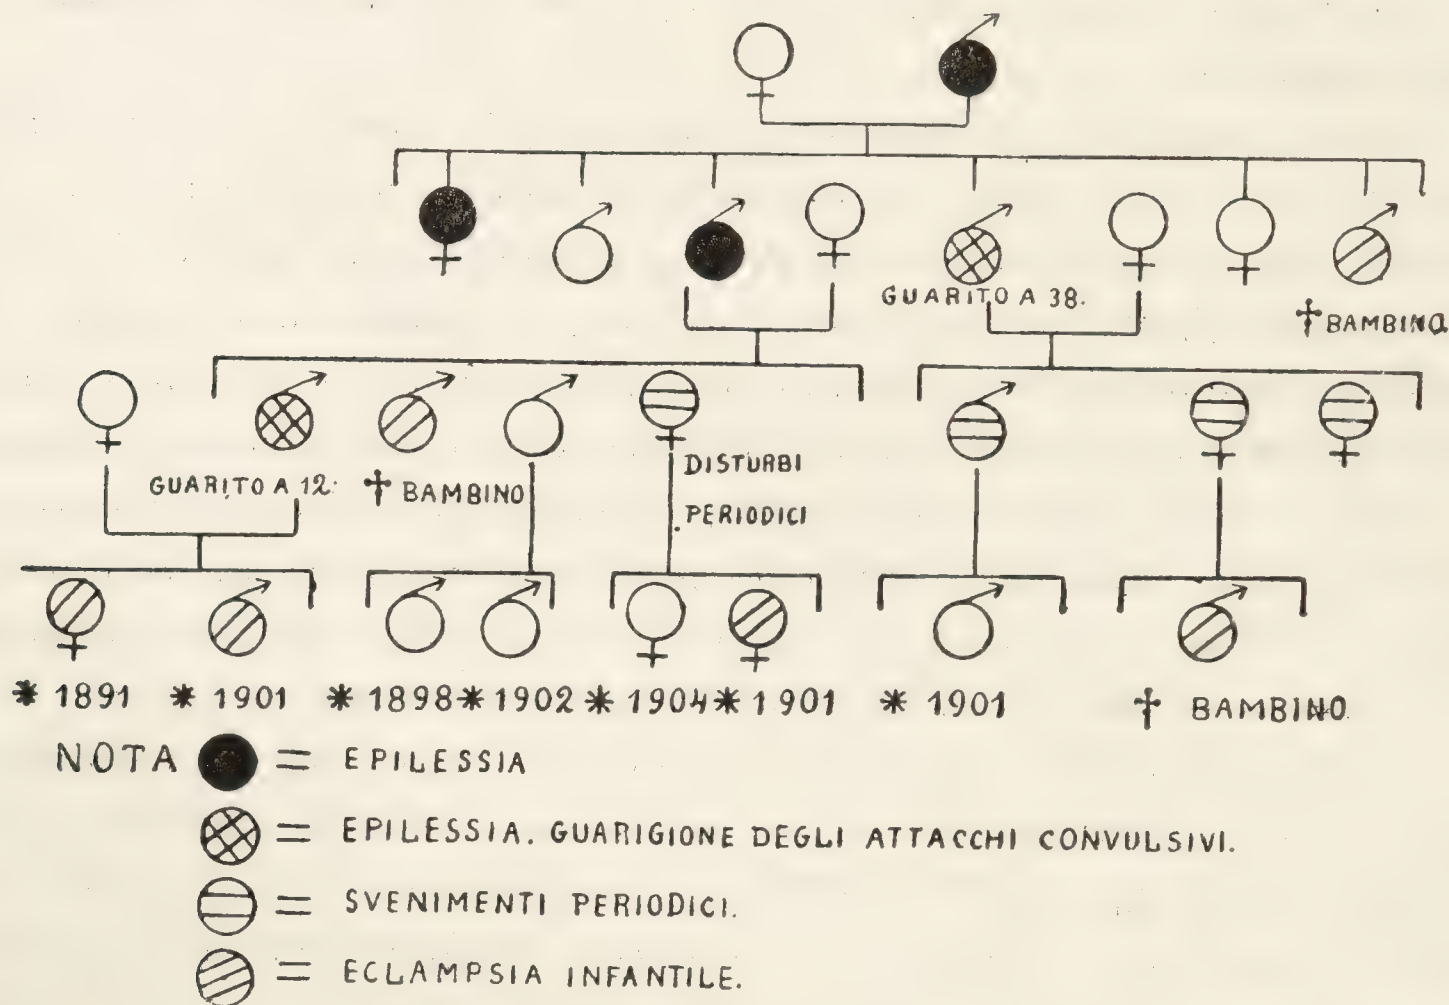 GUARITO A 38.
† BAMBINO
GUARITO A 12.
† BAMBINO
DISTURBI
PERIODICI
* 1891 * 1901 * 1898 * 1902 * 1904 * 1901 * 1901 † BAMBINO
NOTA = EPILESSIA
= EPILESSIA. GUARIGIONE DEGLI ATTACCHI CONVULSIVI.
= SVENIMENTI PERIODICI.
= ECLAMPSIA INFANTILE.